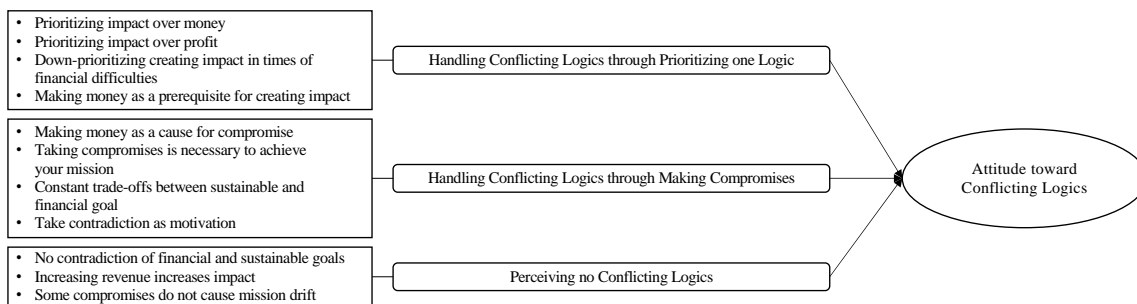 • Prioritizing impact over money
• Prioritizing impact over profit
• Down-prioritizing creating impact in times of
financial difficulties
• Making money as a prerequisite for creating impact
Handling Conflicting Logics through Prioritizing one Logic
• Making money as a cause for compromise
• Taking compromises is necessary to achieve
your mission
• Constant trade-offs between sustainable and
financial goal
• Take contradiction as motivation
Handling Conflicting Logics through Making Compromises
Attitude toward
Conflicting Logics
• No contradiction of financial and sustainable goals
• Increasing revenue increases impact
• Some compromises do not cause mission drift
Perceiving no Conflicting Logics